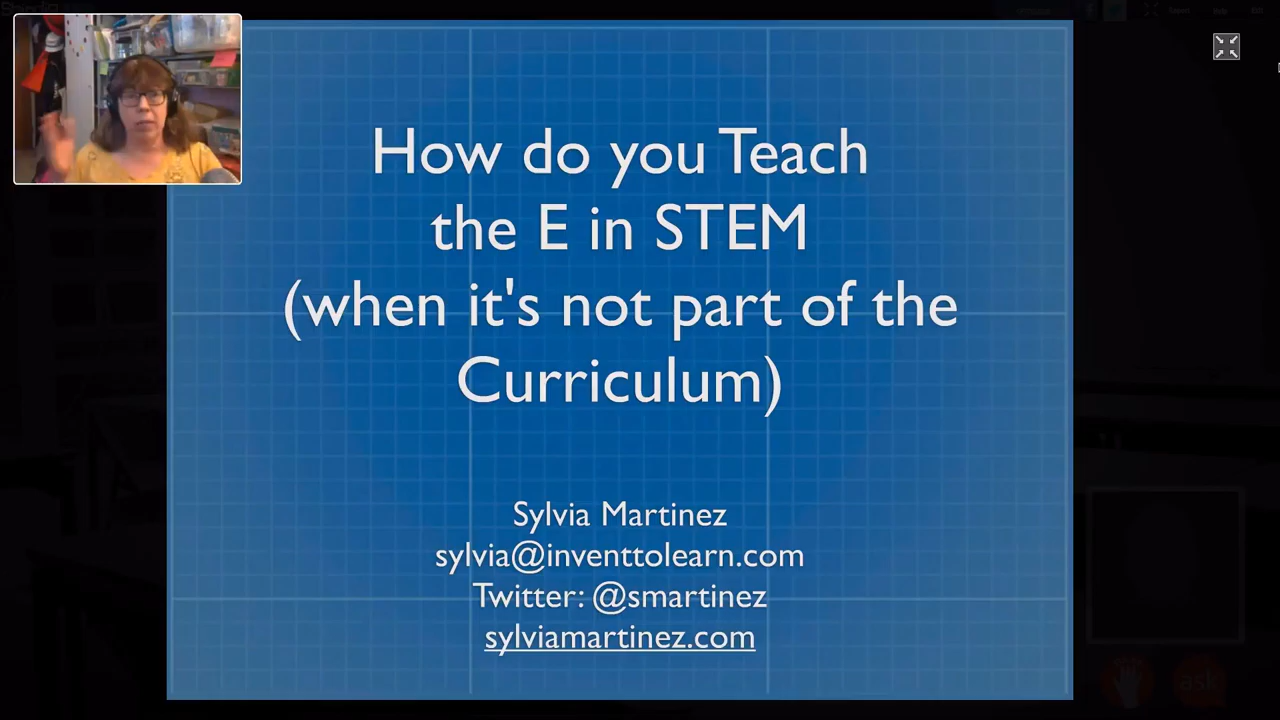 How do you Teach
the E in STEM
(when it's not part of the
Curriculum)
Sylvia Martinez
sylvia@inventtolearn.com
Twitter: @smartinez
sylviamartinez.com
ask